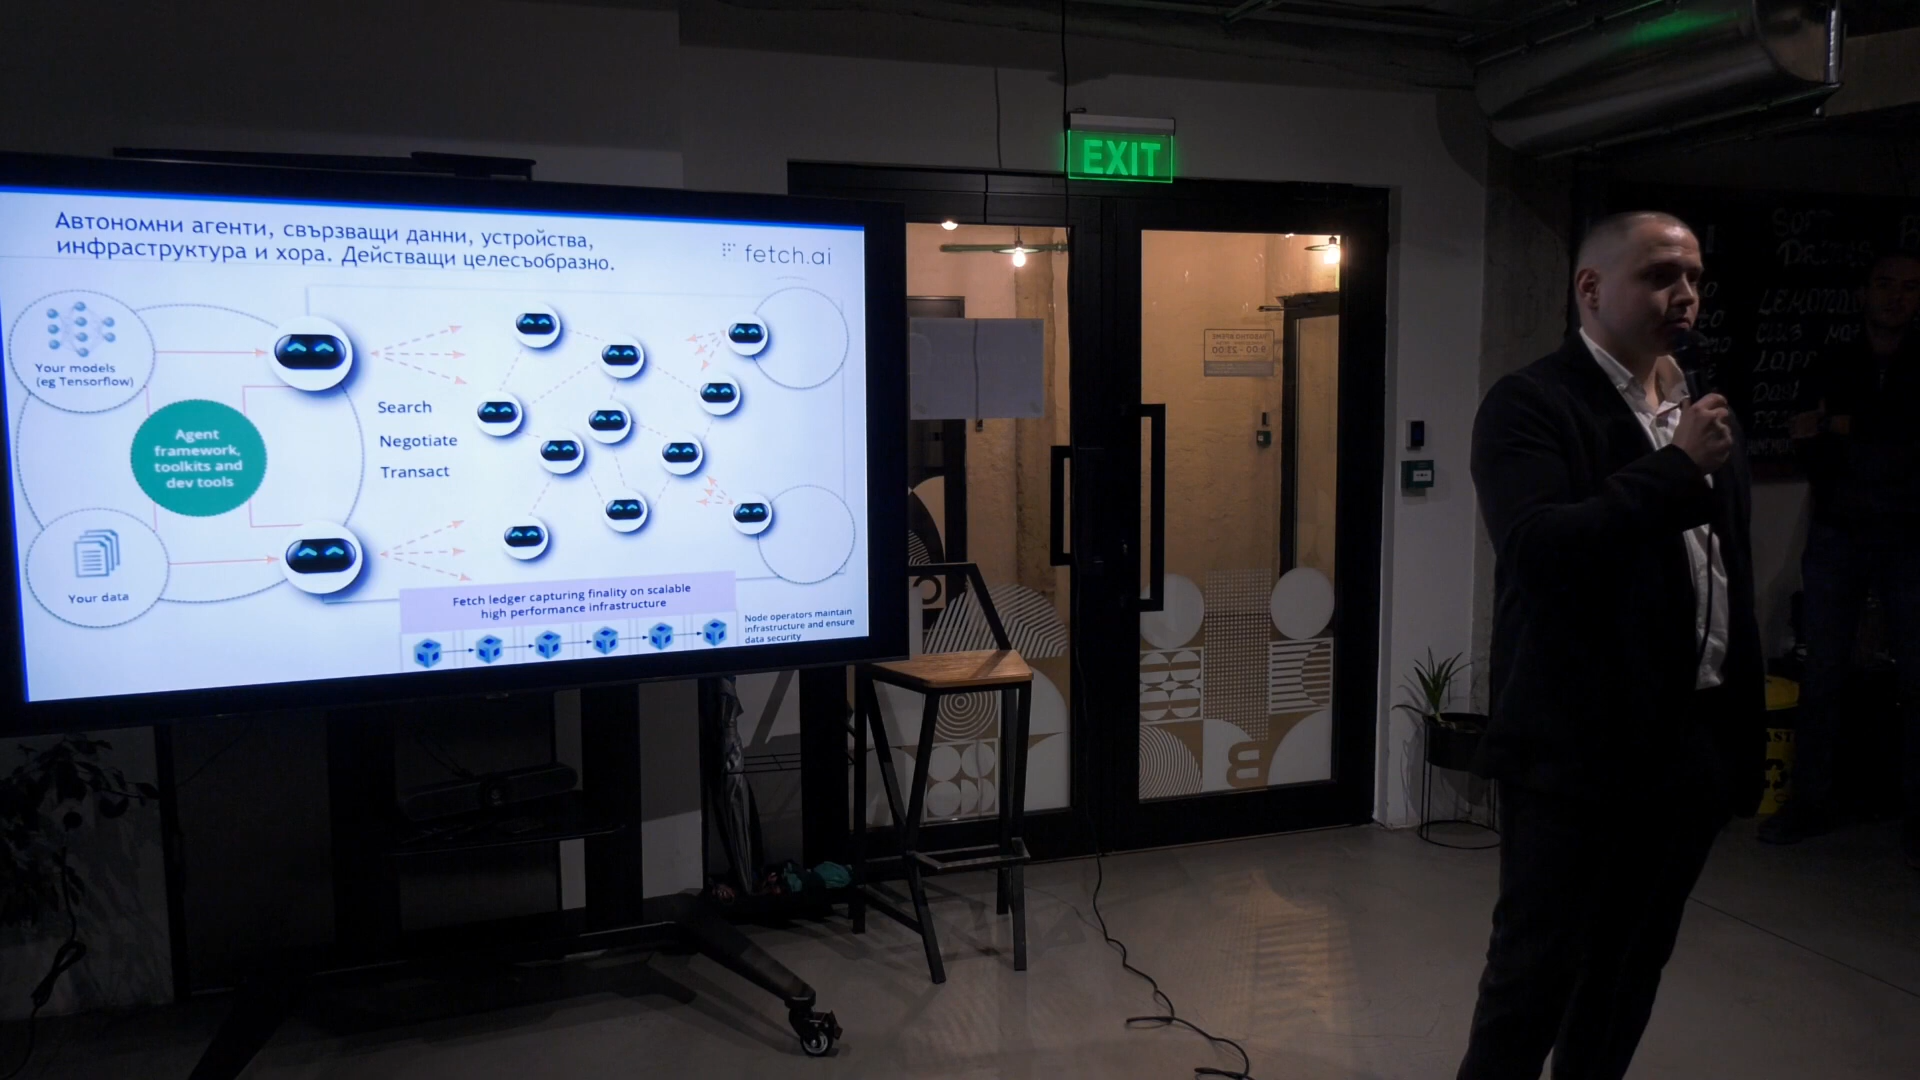 Автономни агенти, свързващи данни, устройства,
инфраструктура и хора. Действащи целесъобразно.
fetch.ai
Your models
(eg Tensorflow)
Agent
framework,
toolkits and
dev tools
Your data
Search
Negotiate
Transact
Fetch ledger capturing finality on scalable
high performance infrastructure
Node operators maintain
infrastructure and ensure
data security
EXIT